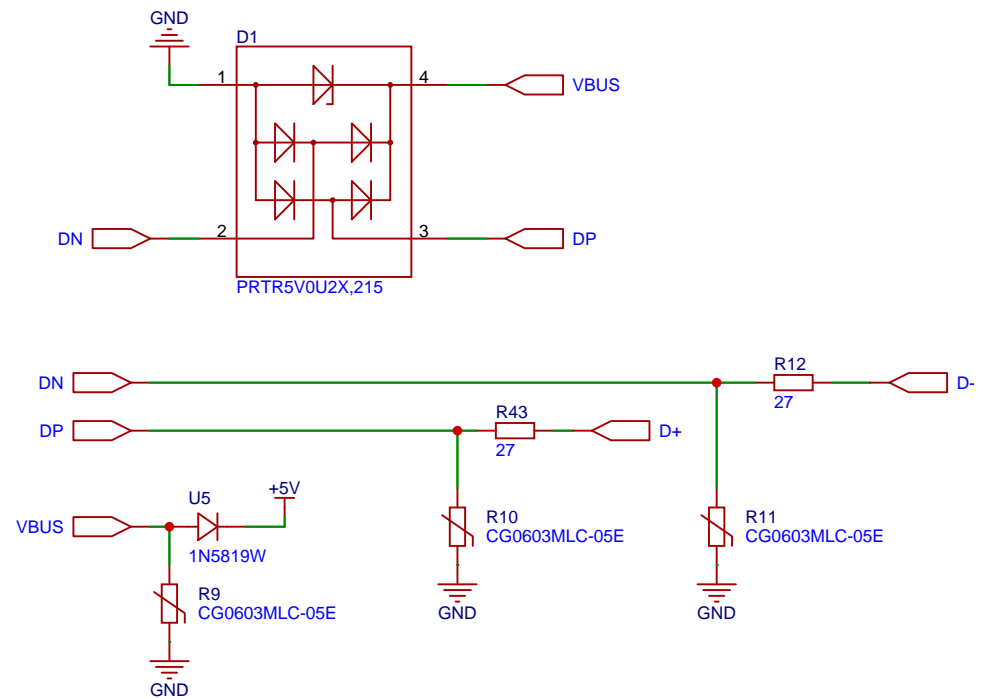 GND
D1
1
4
VBUS
DN
2
3
DP
PRTR5V0U2X,215
DN
R12
27
D-
DP
R43
27
D+
VBUS
U5
+5V
1N5819W
R10
CG0603MLC-05E
GND
R11
CG0603MLC-05E
GND
R9
CG0603MLC-05E
GND